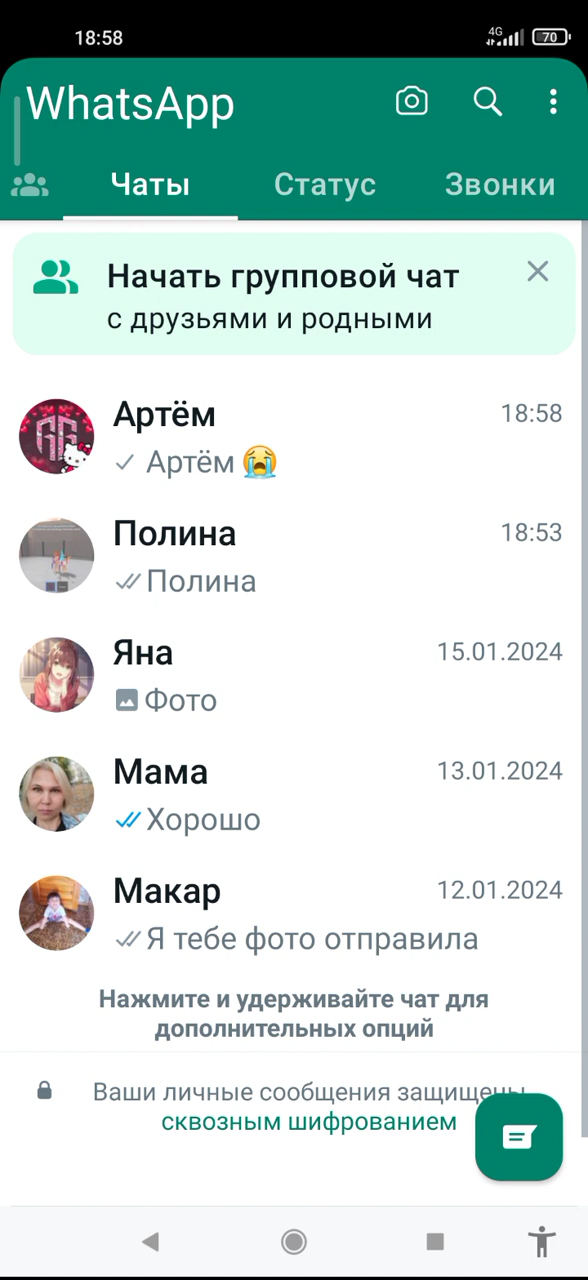 18:58
4G
70
WhatsApp
Чаты
Статус
Звонки
Начать групповой чат
с друзьями и родными
Артём
18:58
Артём 😭
Полина
18:53
Полина
Яна
15.01.2024
Фото
Мама
13.01.2024
Хорошо
Макар
12.01.2024
Я тебе фото отправила
Нажмите и удерживайте чат для
дополнительных опций
Ваши личные сообщения защищены
сквозным шифрованием